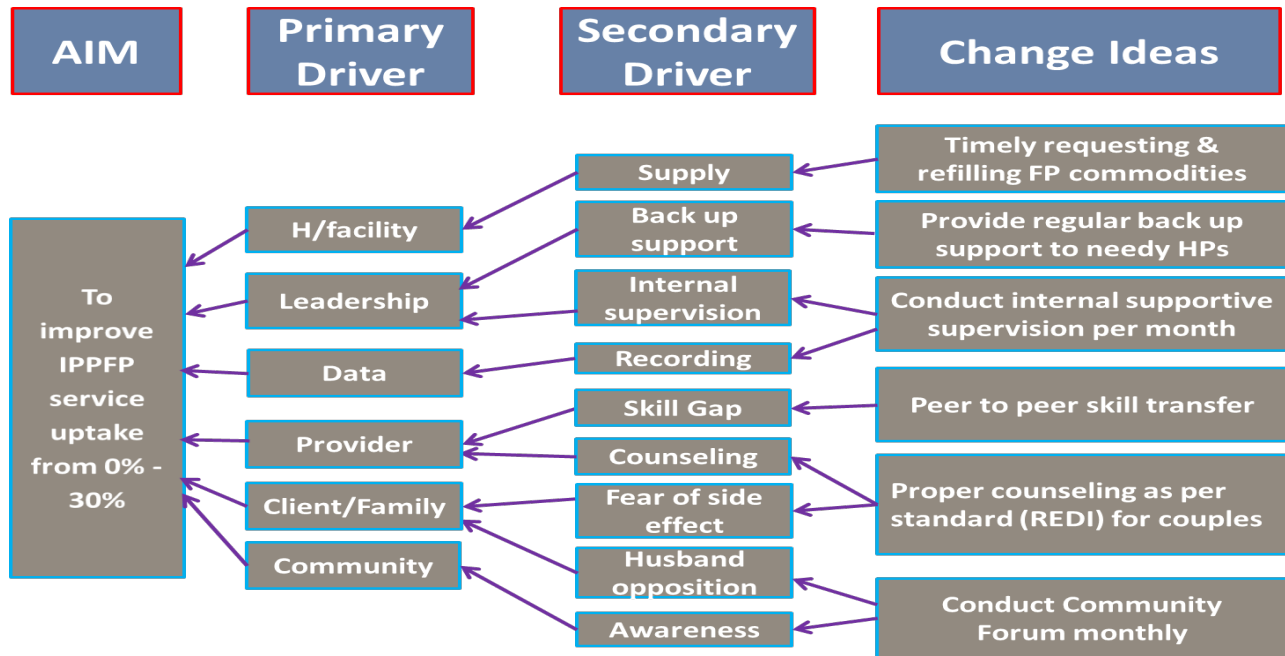 AIM
Primary
Driver
Secondary
Driver
Change Ideas
To
improve
IPPFP
service
uptake
from 0% -
30%
H/facility
Leadership
Data
Provider
Client/Family
Community
Supply
Back up
support
Internal
supervision
Recording
Skill Gap
Counseling
Fear of side
effect
Husband
opposition
Awareness
Timely requesting &
refilling FP commodities
Provide regular back up
support to needy HPs
Conduct internal supportive
supervision per month
Peer to peer skill transfer
Proper counseling as per
standard (REDI) for couples
Conduct Community
Forum monthly